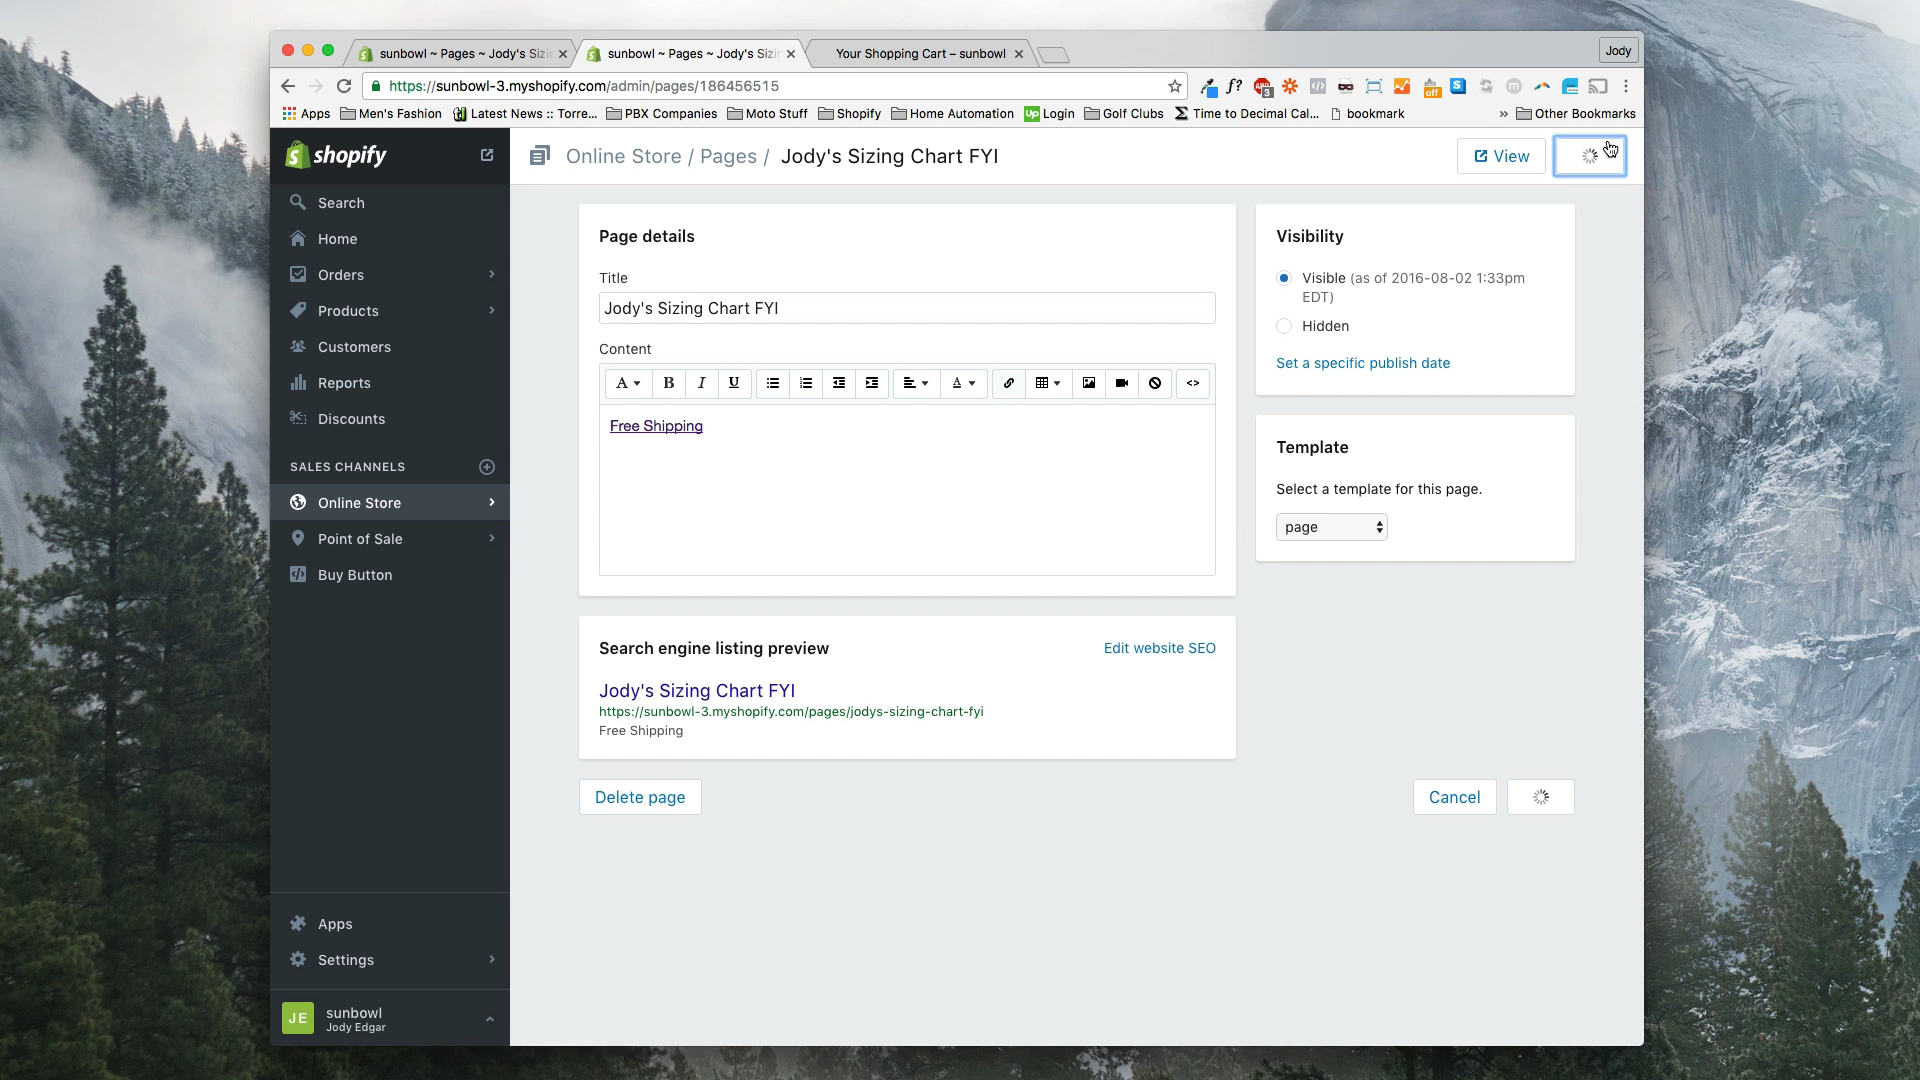 sunbowl ~ Pages ~ Jody's Sizi
sunbowl ~ Pages ~ Jody's Sizi
Your Shopping Cart – sunbowl
Jody
https://sunbowl-3.myshopify.com/admin/pages/186456515
f?
ABP
3
off
S
m
Apps
Men's Fashion
Latest News :: Torre...
PBX Companies
Moto Stuff
Shopify
Home Automation
Up Login
Golf Clubs
Time to Decimal Cal...
bookmark
»
Other Bookmarks
shopify
Online Store / Pages / Jody's Sizing Chart FYI
View
Search
Home
Orders
Products
Customers
Reports
Discounts
SALES CHANNELS
Online Store
Point of Sale
Buy Button
Apps
Settings
JE
sunbowl
Jody Edgar
Page details
Title
Jody's Sizing Chart FYI
Content
A B I U A <>
Free Shipping
Search engine listing preview
Edit website SEO
Jody's Sizing Chart FYI
https://sunbowl-3.myshopify.com/pages/jodys-sizing-chart-fyi
Free Shipping
Delete page
Cancel
Visibility
Visible (as of 2016-08-02 1:33pm
EDT)
Hidden
Set a specific publish date
Template
Select a template for this page.
page